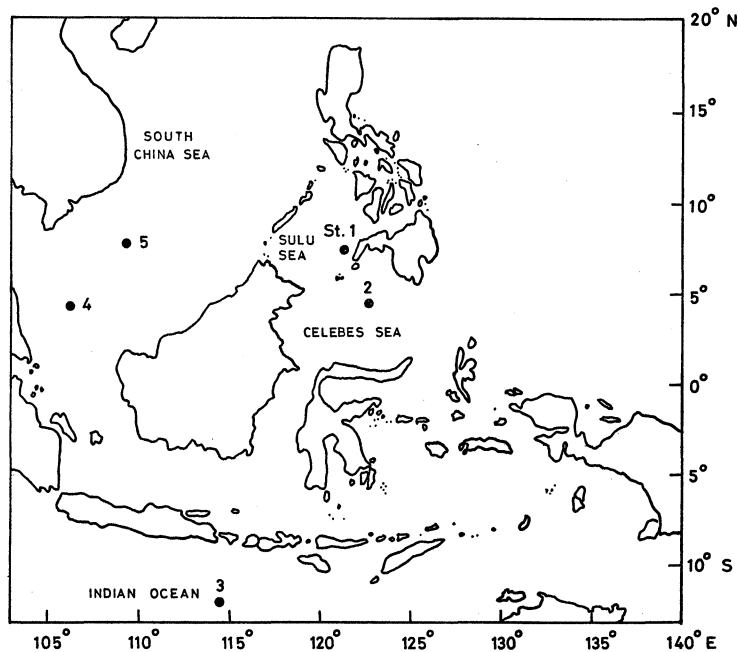 20° N
SOUTH
CHINA SEA
15°
10°
St. 1
5
SULU
SEA
2
5°
4
CELEBES SEA
0°
5°
10° S
3
INDIAN OCEAN
105° 110° 115° 120° 125° 130° 135° 140° E